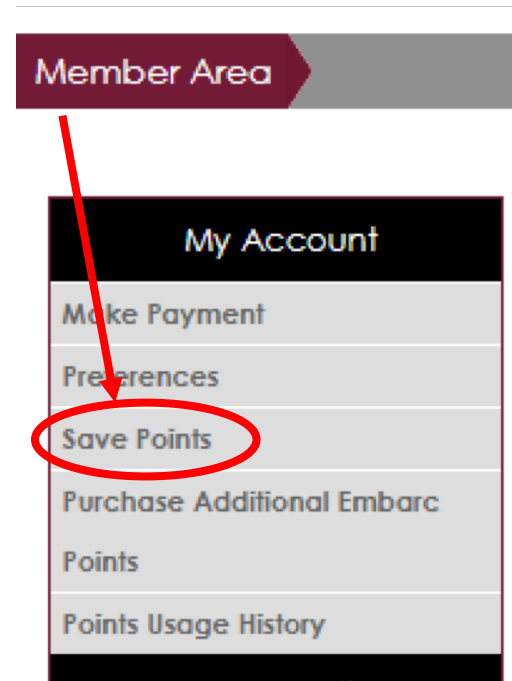 Member Area
My Account
Make Payment
Preferences
Save Points
Purchase Additional Embarc
Points
Points Usage History